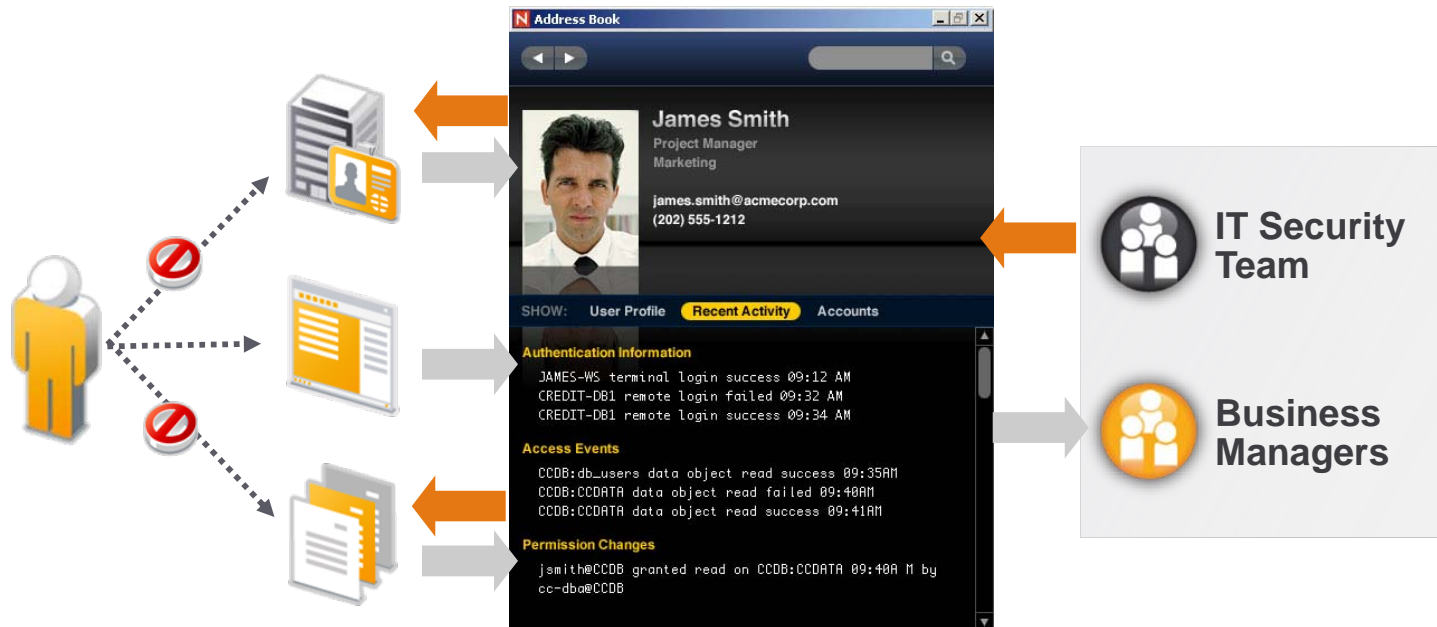 N Address Book
James Smith
Project Manager
Marketing
james.smith@acmecorp.com
(202) 555-1212
SHOW: User Profile Recent Activity Accounts
Authentication Information
JAMES-WS terminal login success 09:12 AM
CREDIT-DB1 remote login failed 09:32 AM
CREDIT-DB1 remote login success 09:34 AM
Access Events
CCDB:db_users data object read success 09:35AM
CCDB:CCDATA data object read failed 09:40AM
CCDB:CCDATA data object read success 09:41AM
Permission Changes
jsmith@CCDB granted read on CCDB:CCDATA 09:40A M by
cc-dba@CCDB
IT Security
Team
Business
Managers